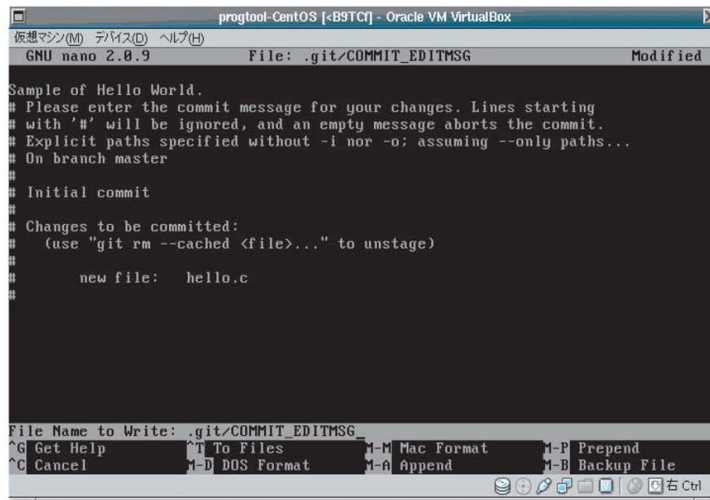 progtool-CentOS [<B9TCf] - Oracle VM VirtualBox
仮想マシン(M) デバイス(D) ヘルプ(H)
GNU nano 2.0.9 File: .git/COMMIT_EDITMSG Modified
Sample of Hello World.
# Please enter the commit message for your changes. Lines starting
# with '#' will be ignored, and an empty message aborts the commit.
# Explicit paths specified without -i nor -o; assuming --only paths...
# On branch master
#
# Initial commit
#
# Changes to be committed:
#   (use "git rm --cached <file>..." to unstage)
#
#       new file:   hello.c
#
File Name to Write: .git/COMMIT_EDITMSG_
^G Get Help ^T To Files M-M Mac Format M-P Prepend
^C Cancel M-D DOS Format M-A Append M-B Backup File
右 Ctrl